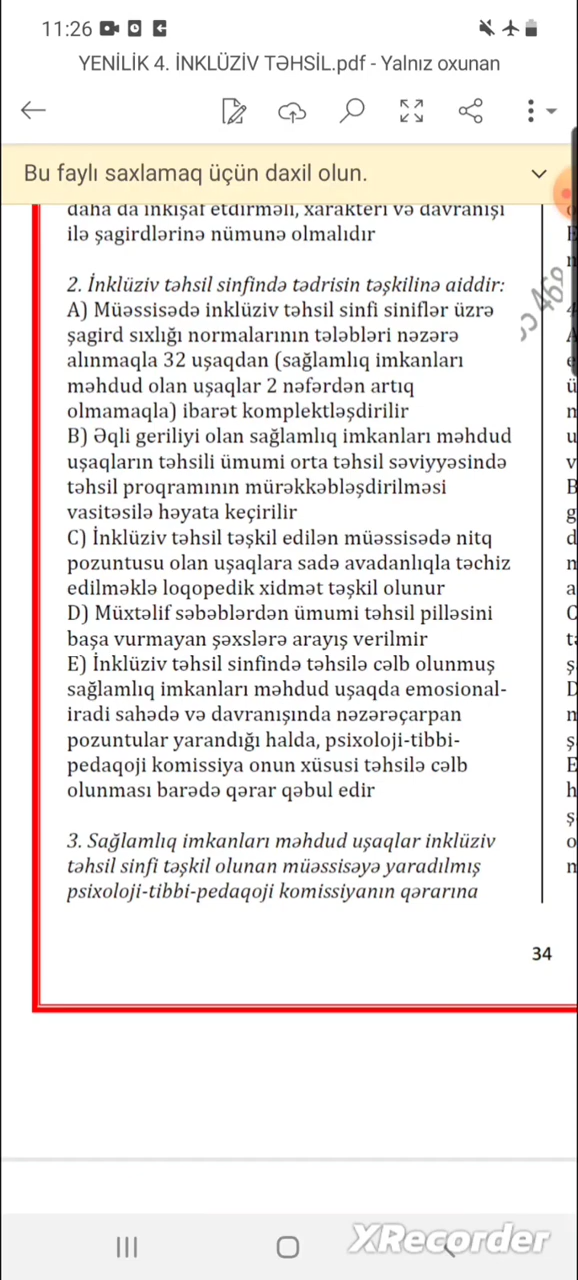 11:26
YENİLİK 4. İNKLÜZİV TƏHSİL.pdf - Yalnız oxunan
Bu faylı saxlamaq üçün daxil olun.
daha da inkişaf etdirməli, xarakteri və davranışı
ilə şagirdlərinə nümunə olmalıdır
2. İnklüziv təhsil sinfində tədrisin təşkilinə aiddir:
A) Müəssisədə inklüziv təhsil sinfi siniflər üzrə
şagird sıxlığı normalarının tələbləri nəzərə
alınmaqla 32 uşaqdan (sağlamlıq imkanları
məhdud olan uşaqlar 2 nəfərdən artıq
olmamaqla) ibarət komplektləşdirilir
B) Əqli geriliyi olan sağlamlıq imkanları məhdud
uşaqların təhsili ümumi orta təhsil səviyyəsində
təhsil proqramının mürəkkəbləşdirilməsi
vasitəsilə həyata keçirilir
C) İnklüziv təhsil təşkil edilən müəssisədə nitq
pozuntusu olan uşaqlara sadə avadanlıqla təchiz
edilməklə loqopedik xidmət təşkil olunur
D) Müxtəlif səbəblərdən ümumi təhsil pilləsini
başa vurmayan şəxslərə arayış verilmir
E) İnklüziv təhsil sinfində təhsilə cəlb olunmuş
sağlamlıq imkanları məhdud uşaqda emosional-
iradi sahədə və davranışında nəzərəçarpan
pozuntular yarandığı halda, psixoloji-tibbi-
pedaqoji komissiya onun xüsusi təhsilə cəlb
olunması barədə qərar qəbul edir
3. Sağlamlıq imkanları məhdud uşaqlar inklüziv
təhsil sinfi təşkil olunan müəssisəyə yaradılmış
psixoloji-tibbi-pedaqoji komissiyanın qərarına
34
XRecorder